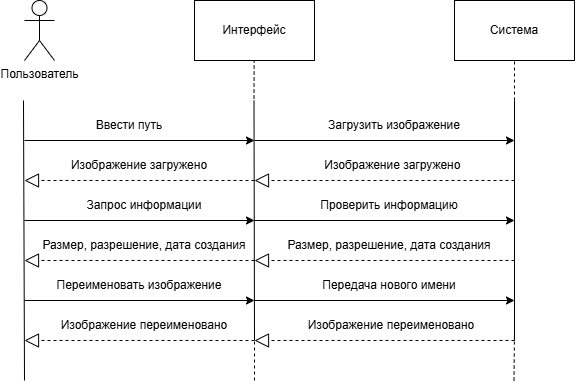 Интерфейс
Система
Пользователь
Ввести путь
Загрузить изображение
Изображение загружено
Изображение загружено
Запрос информации
Проверить информацию
Размер, разрешение, дата создания
Размер, разрешение, дата создания
Переименовать изображение
Передача нового имени
Изображение переименовано
Изображение переименовано